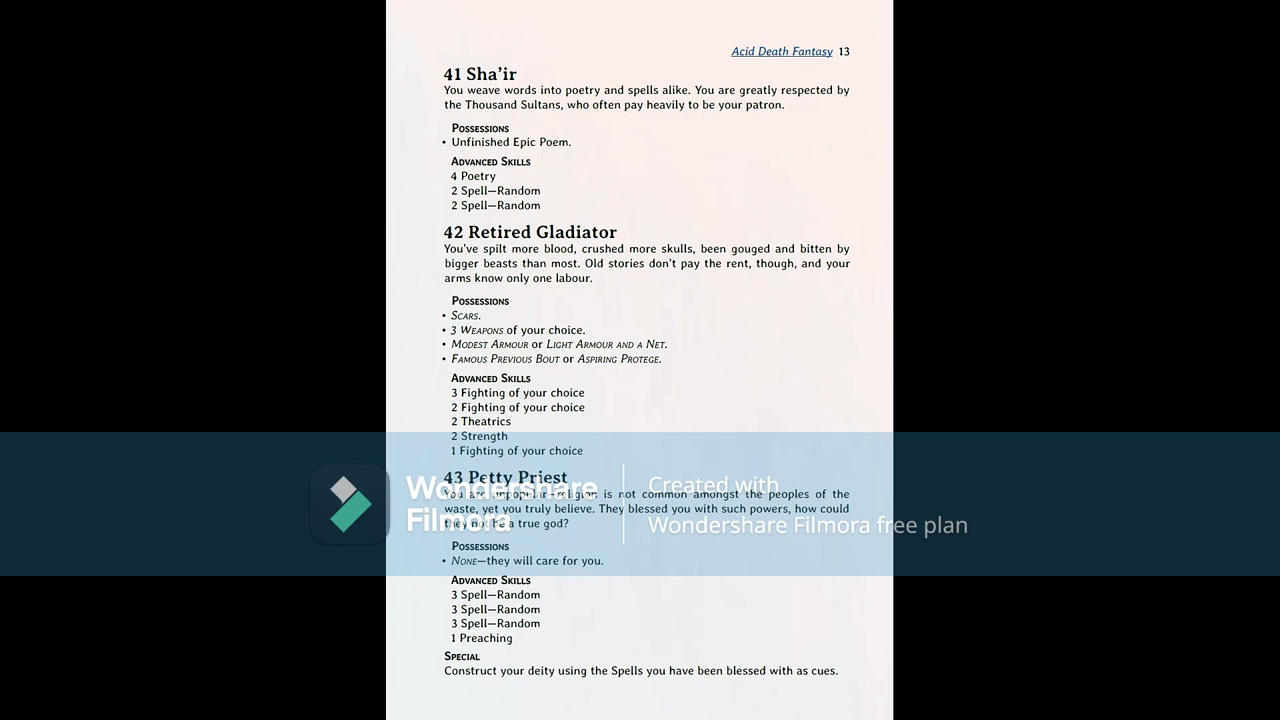 Acid Death Fantasy 13
41 Sha’ir
You weave words into poetry and spells alike. You are greatly respected by
the Thousand Sultans, who often pay heavily to be your patron.
Possessions
• Unfinished Epic Poem.
Advanced Skills
4 Poetry
2 Spell—Random
2 Spell—Random
42 Retired Gladiator
You’ve spilt more blood, crushed more skulls, been gouged and bitten by
bigger beasts than most. Old stories don’t pay the rent, though, and your
arms know only one labour.
Possessions
• Scars.
• 3 Weapons of your choice.
• Modest Armour or Light Armour and a Net.
• Famous Previous Bout or Aspiring Protege.
Advanced Skills
3 Fighting of your choice
2 Fighting of your choice
2 Theatrics
2 Strength
1 Fighting of your choice
43 Petty Priest
You are unpopular—religion is not common amongst the peoples of the
waste, yet you truly believe. They blessed you with such powers, how could
they not be a true god?
Possessions
• None—they will care for you.
Advanced Skills
3 Spell—Random
3 Spell—Random
3 Spell—Random
1 Preaching
Special
Construct your deity using the Spells you have been blessed with as cues.
Wondershare
Filmora
Created with
Wondershare Filmora free plan